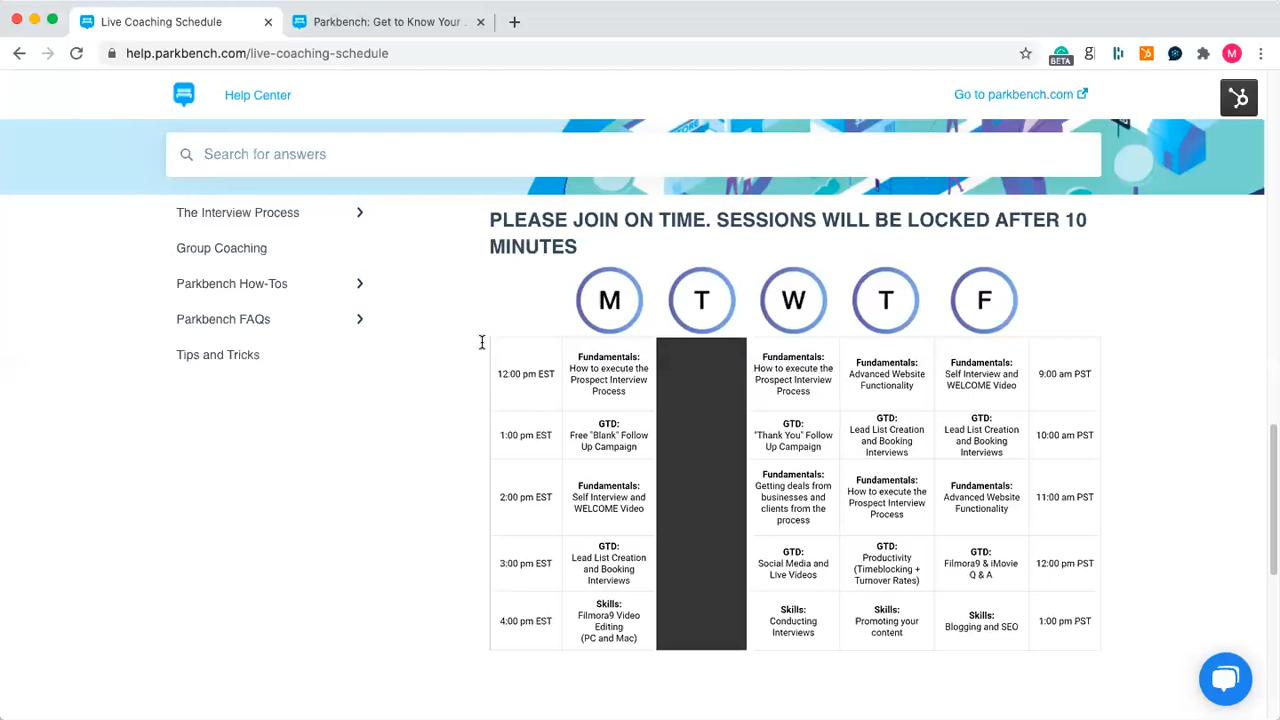 Live Coaching Schedule
Parkbench: Get to Know Your
help.parkbench.com/live-coaching-schedule
BETA
g
M
Help Center
Go to parkbench.com
Search for answers
The Interview Process
Group Coaching
Parkbench How-Tos
Parkbench FAQs
Tips and Tricks
PLEASE JOIN ON TIME. SESSIONS WILL BE LOCKED AFTER 10
MINUTES
M T W T F
12:00 pm EST
Fundamentals:
How to execute the
Prospect Interview
Process
Fundamentals:
How to execute the
Prospect Interview
Process
Fundamentals:
Advanced Website
Functionality
Fundamentals:
Self Interview and
WELCOME Video
9:00 am PST
1:00 pm EST
GTD:
Free "Blank" Follow
Up Campaign
GTD:
"Thank You" Follow
Up Campaign
GTD:
Lead List Creation
and Booking
Interviews
GTD:
Lead List Creation
and Booking
Interviews
10:00 am PST
2:00 pm EST
Fundamentals:
Self Interview and
WELCOME Video
Fundamentals:
Getting deals from
businesses and
clients from the
process
Fundamentals:
How to execute the
Prospect Interview
Process
Fundamentals:
Advanced Website
Functionality
11:00 am PST
3:00 pm EST
GTD:
Lead List Creation
and Booking
Interviews
GTD:
Social Media and
Live Videos
GTD:
Productivity
(Timeblocking +
Turnover Rates)
GTD:
Filmora9 & iMovie
Q & A
12:00 pm PST
4:00 pm EST
Skills:
Filmora9 Video
Editing
(PC and Mac)
Skills:
Conducting
Interviews
Skills:
Promoting your
content
Skills:
Blogging and SEO
1:00 pm PST